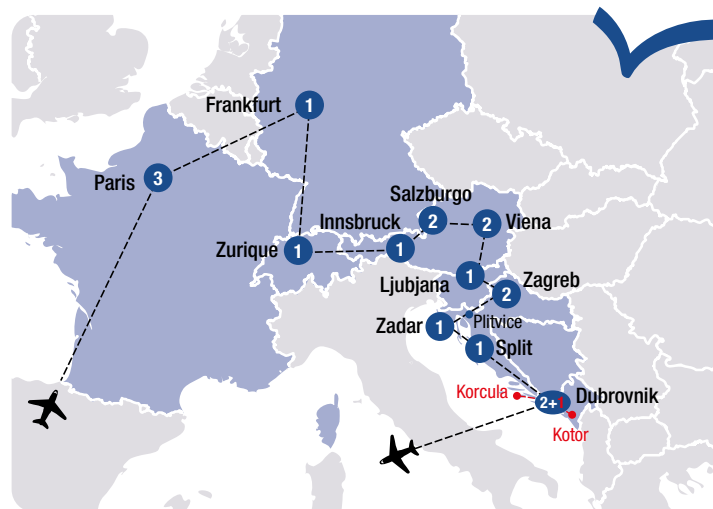 Frankfurt
1
Paris
3
Salzburgo
2
2
Viena
Innsbruck
1
Zurique
1
Ljubjana
1
Zagreb
2
Plitvice
Zadar
1
1
Split
Korcula
2+
Dubrovnik
Kotor